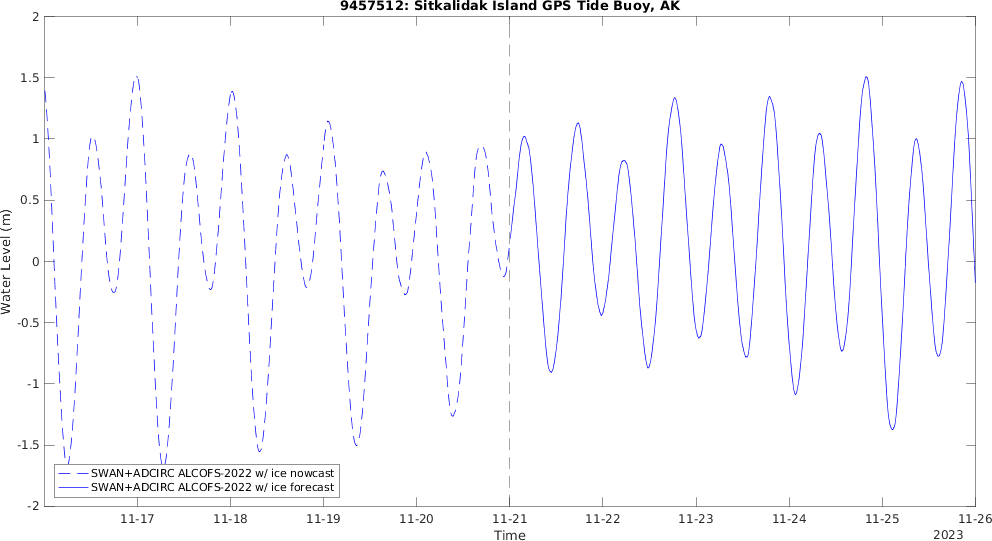 9457512: Sitkalidak Island GPS Tide Buoy, AK
2
1.5
1
0.5
0
-0.5
-1
-1.5
-2
Water Level (m)
SWAN+ADCIRC ALCOFS-2022 w/ ice nowcast
SWAN+ADCIRC ALCOFS-2022 w/ ice forecast
11-17 11-18 11-19 11-20 11-21 11-22 11-23 11-24 11-25 11-26
Time
2023